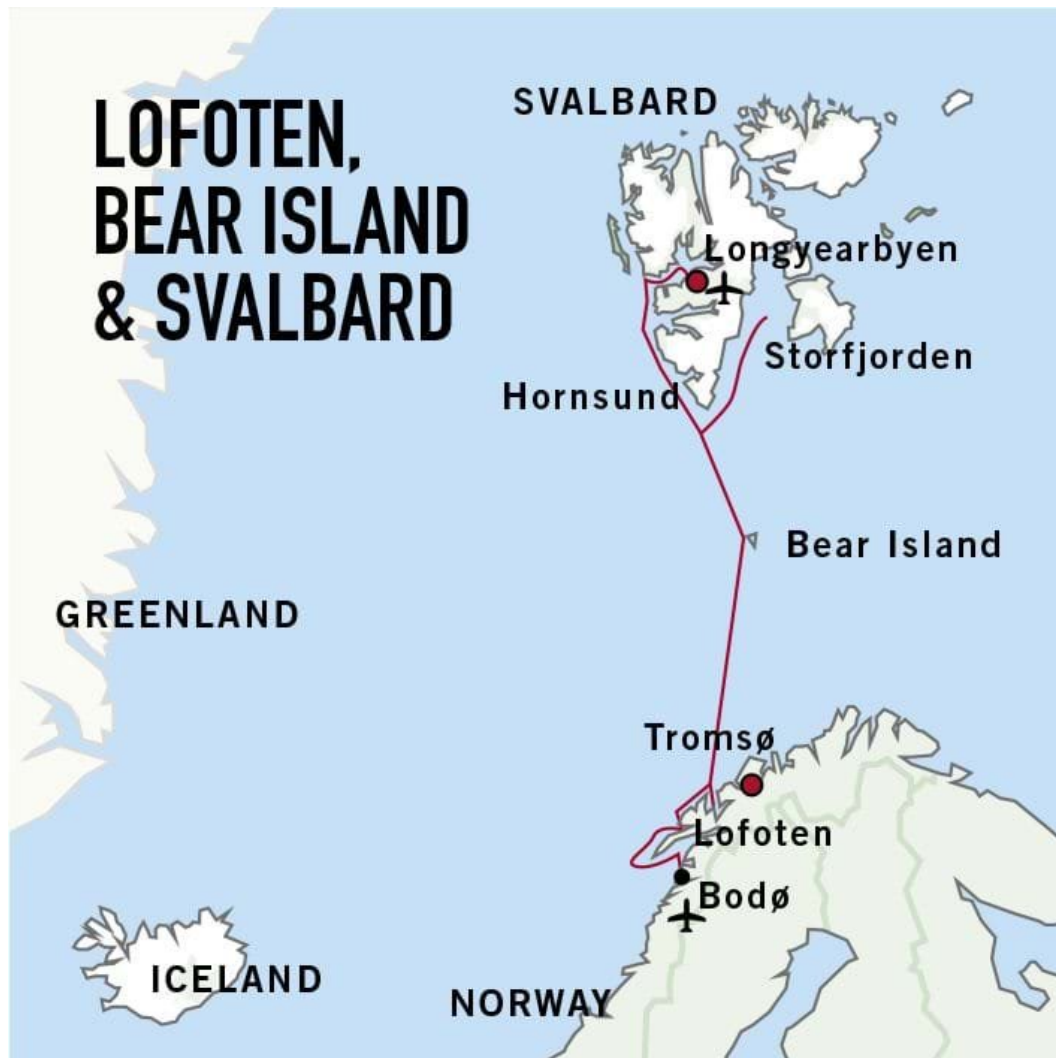 LOFOTEN,
BEAR ISLAND
& SVALBARD
SVALBARD
Longyearbyen
Storfjorden
Hornsund
Bear Island
GREENLAND
Tromsø
Lofoten
Bodø
ICELAND
NORWAY